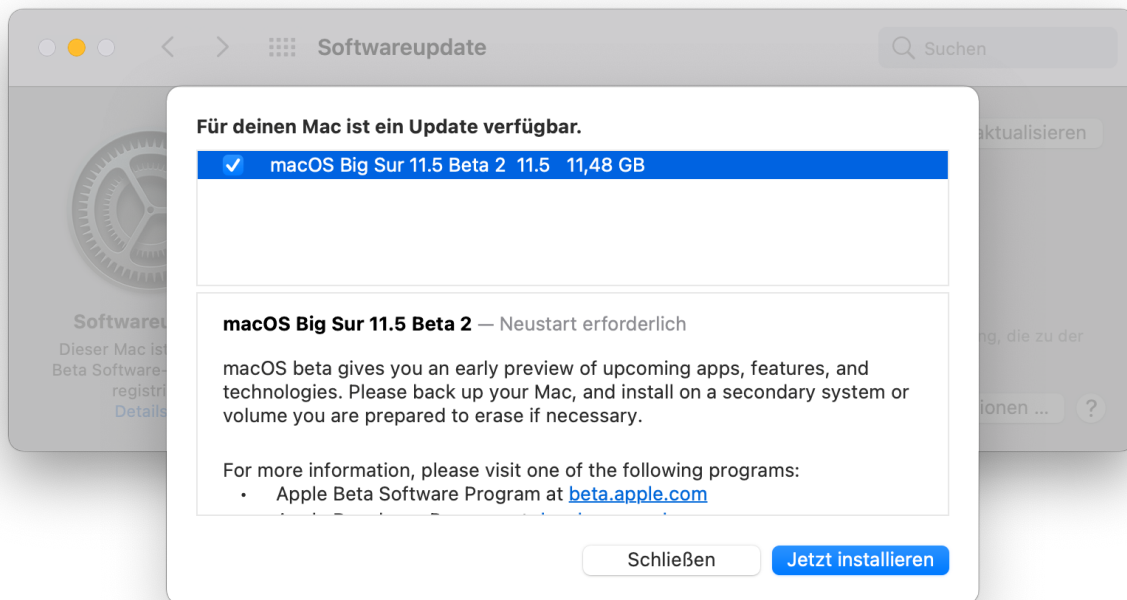 Softwareupdate
Suchen
Für deinen Mac ist ein Update verfügbar.
aktualisieren
macOS Big Sur 11.5 Beta 2 11.5 11,48 GB
macOS Big Sur 11.5 Beta 2 — Neustart erforderlich
macOS beta gives you an early preview of upcoming apps, features, and
technologies. Please back up your Mac, and install on a secondary system or
volume you are prepared to erase if necessary.
For more information, please visit one of the following programs:
• Apple Beta Software Program at beta.apple.com
Softwareu
Dieser Mac ist
Beta Software-
registri
Details
ng, die zu der
ionen ...
?
Schließen
Jetzt installieren